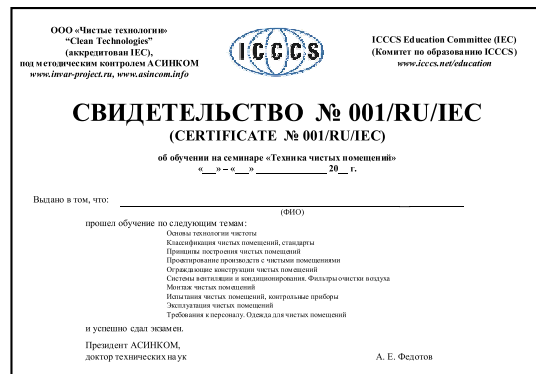 ООО «Чистые технологии»
“Clean Technologies”
(аккредитован IEC),
под методическим контролем АСИНКОМ
www.invar-project.ru, www.asincom.info
ICCCS
ICCCS Education Committee (IEC)
(Комитет по образованию ICCCS)
www.icccs.net/education
СВИДЕТЕЛЬСТВО № 001/RU/IEC
(CERTIFICATE № 001/RU/IEC)
об обучении на семинаре «Техника чистых помещений»
«___» – «___» ______________ 20__ г.
Выдано в том, что:
(ФИО)
прошел обучение по следующим темам:
Основы технологии чистоты
Классификация чистых помещений, стандарты
Принципы построения чистых помещений
Проектирование производств с чистыми помещениями
Ограждающие конструкции чистых помещений
Системы вентиляции и кондиционирования. Фильтры очистки воздуха
Монтаж чистых помещений
Испытания чистых помещений, контрольные приборы
Эксплуатация чистых помещений
Требования к персоналу. Одежда для чистых помещений
и успешно сдал экзамен.
Президент АСИНКОМ,
доктор технических наук
А. Е. Федотов